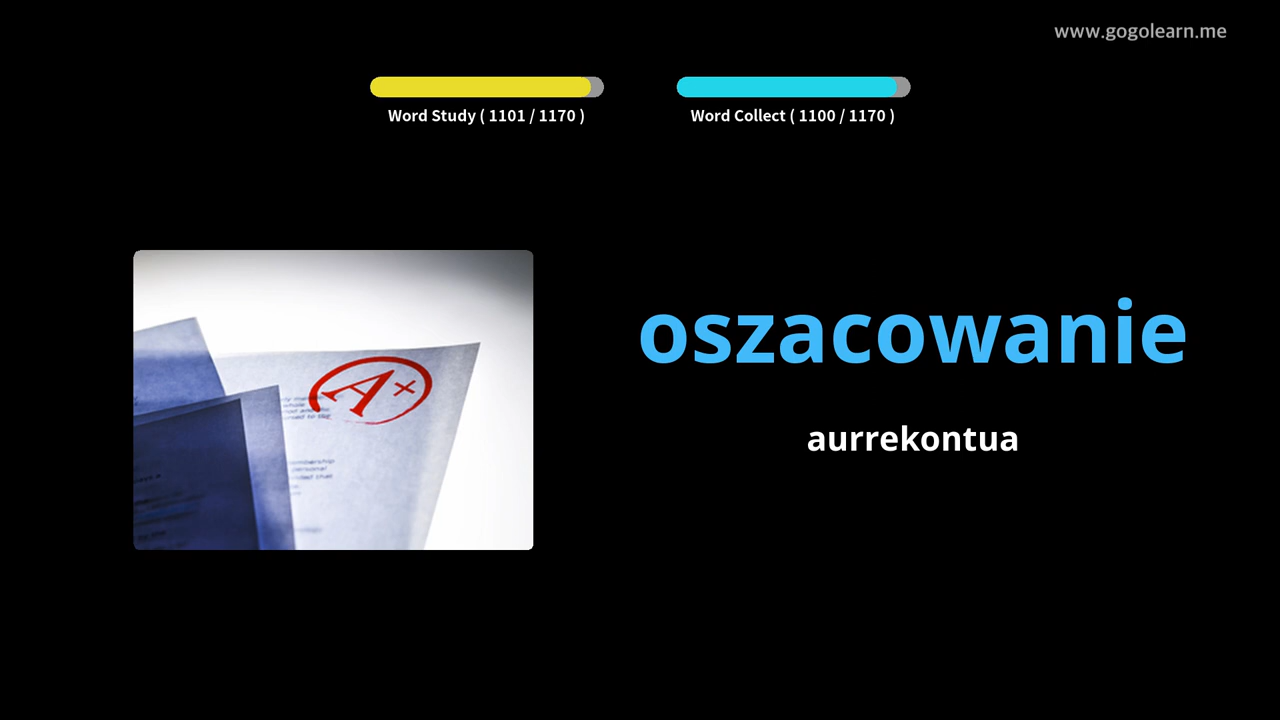 www.gogolearn.me
Word Study ( 1101 / 1170 )
Word Collect ( 1100 / 1170 )
A+
oszacowanie
aurrekontua